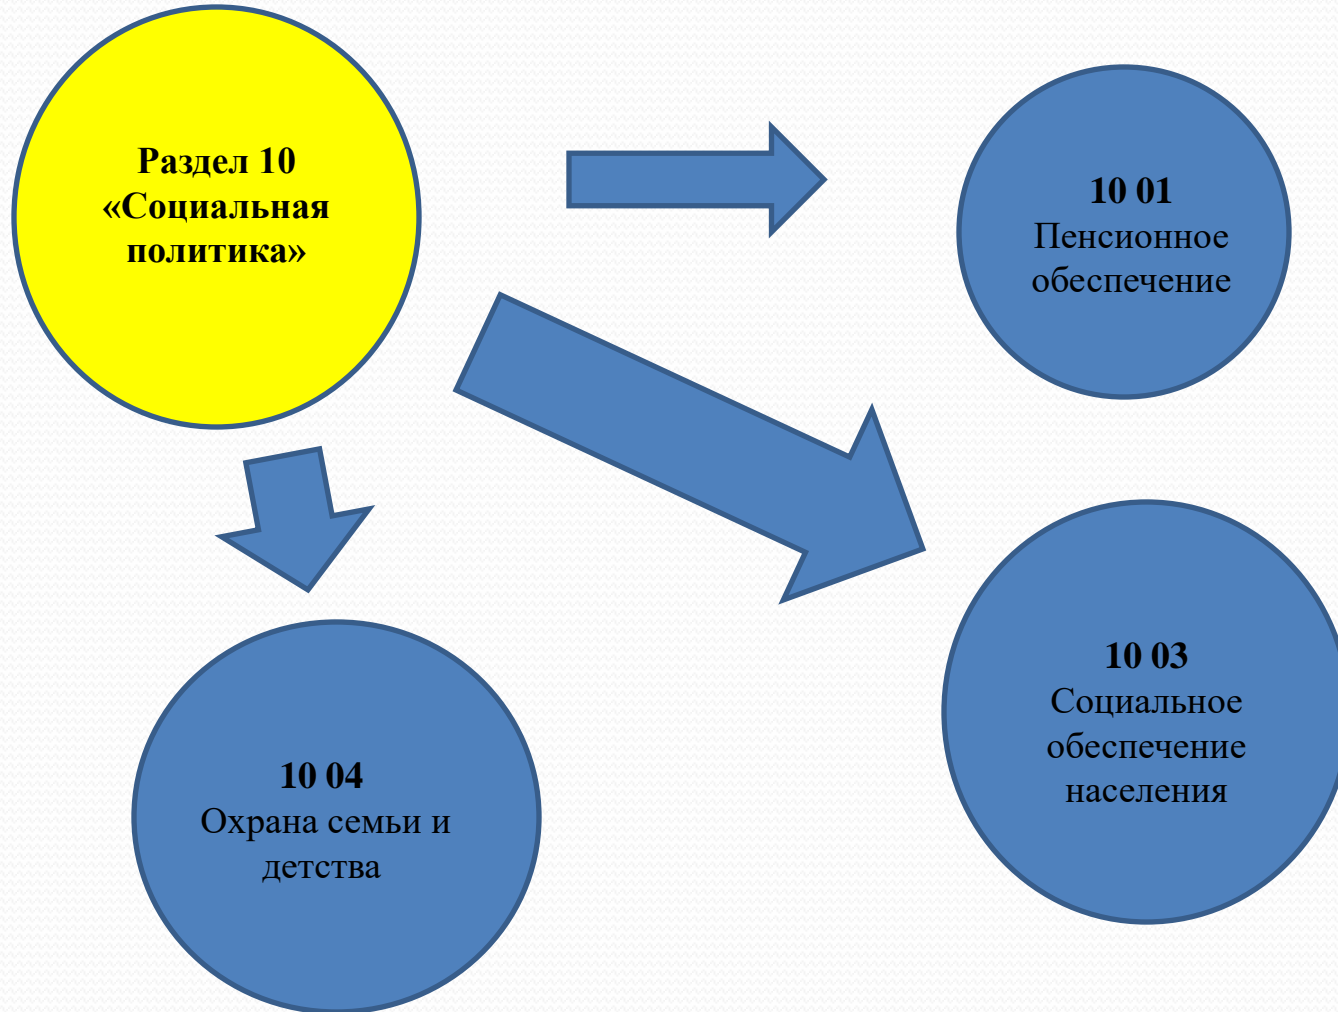 Раздел 10
«Социальная
политика»
10 01
Пенсионное
обеспечение
10 03
Социальное
обеспечение
населения
10 04
Охрана семьи и
детства